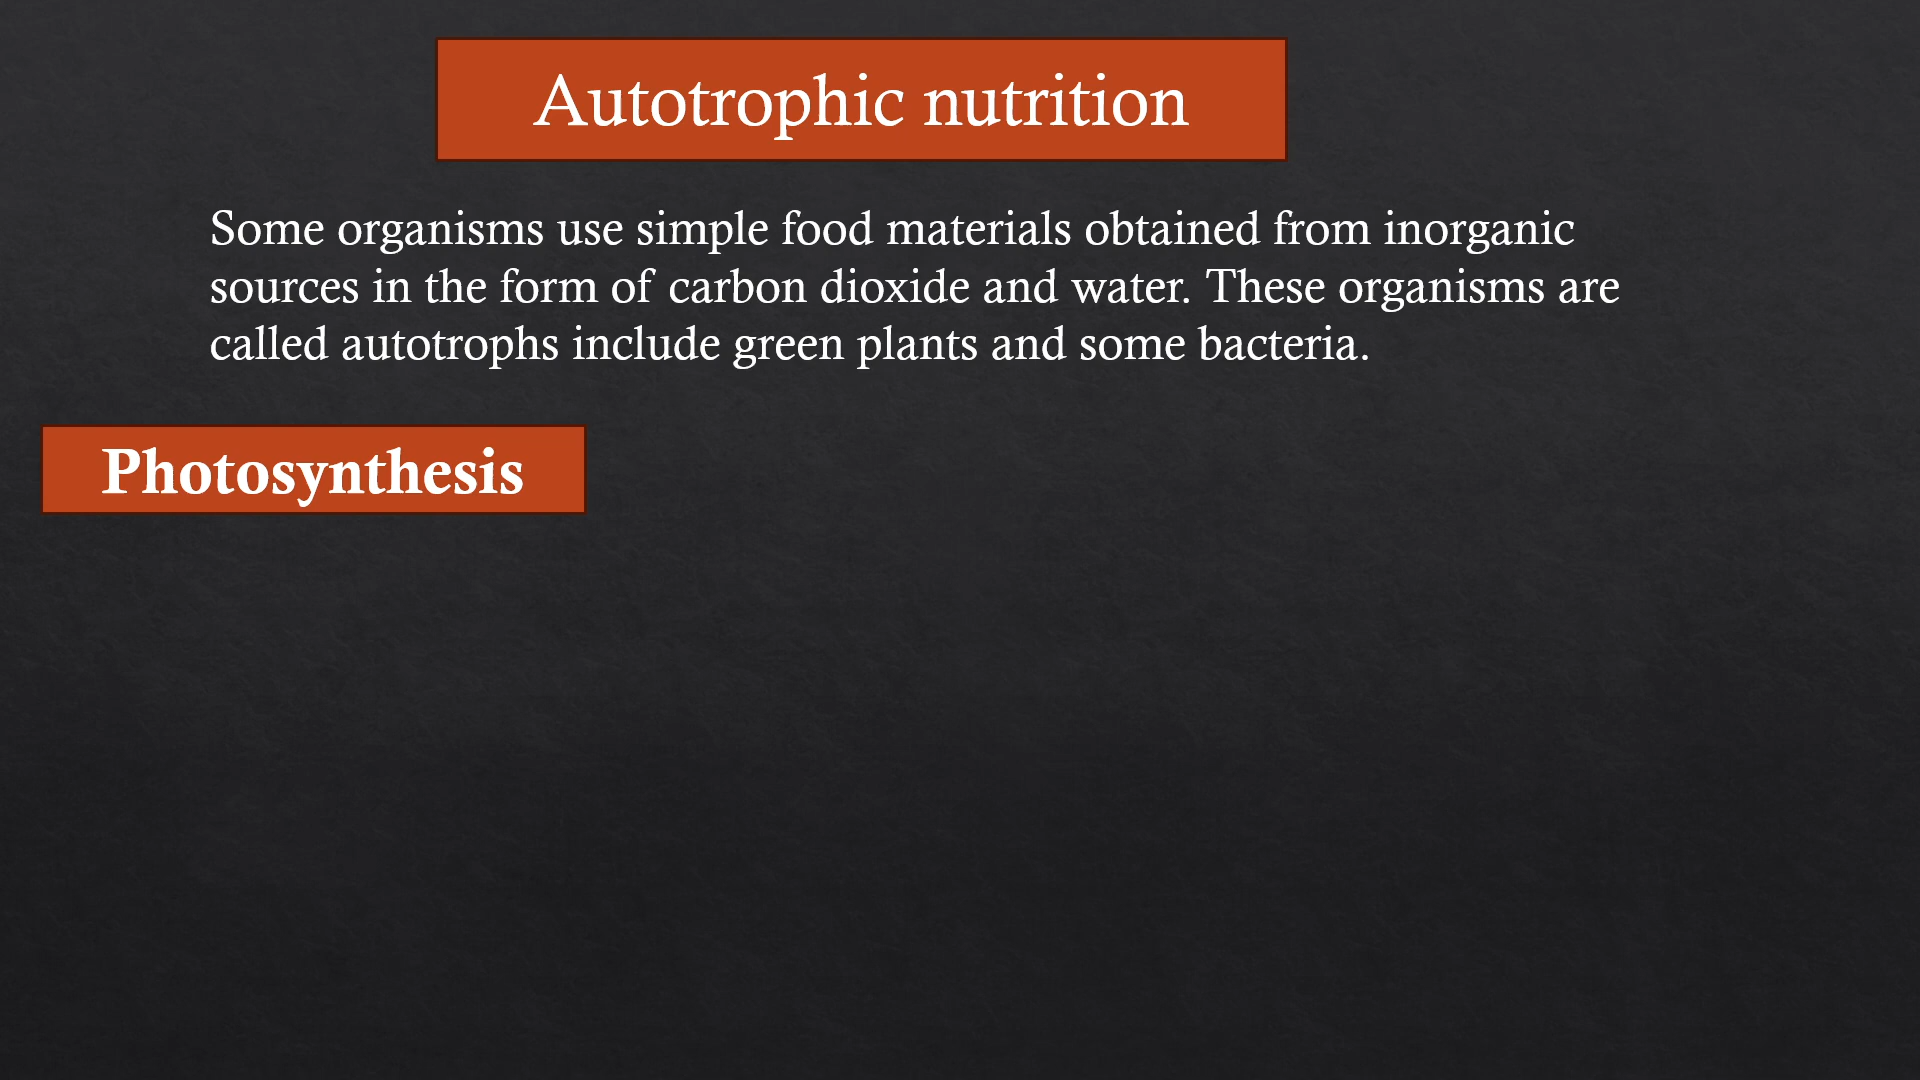 Autotrophic nutrition
Some organisms use simple food materials obtained from inorganic
sources in the form of carbon dioxide and water. These organisms are
called autotrophs include green plants and some bacteria.
Photosynthesis